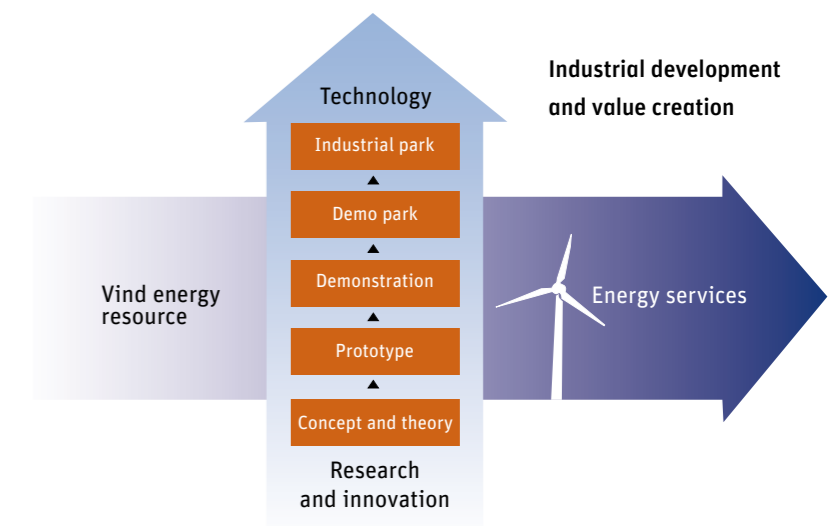 Industrial development
and value creation
Technology
Industrial park
Demo park
Demonstration
Prototype
Concept and theory
Research
and innovation
Vind energy
resource
Energy services